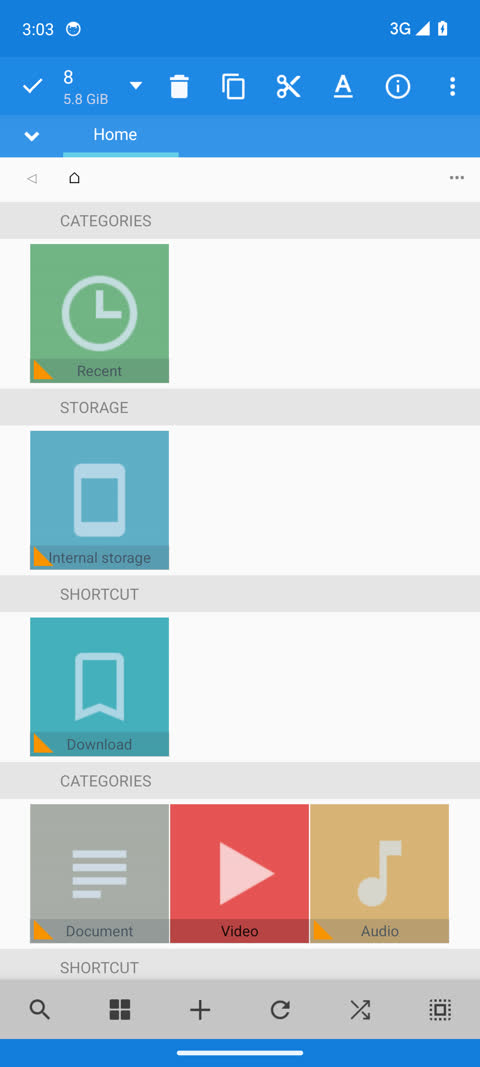 3:03
3G
8
5.8 GiB
A
Home
CATEGORIES
Recent
STORAGE
Internal storage
SHORTCUT
Download
CATEGORIES
Document Video Audio
SHORTCUT